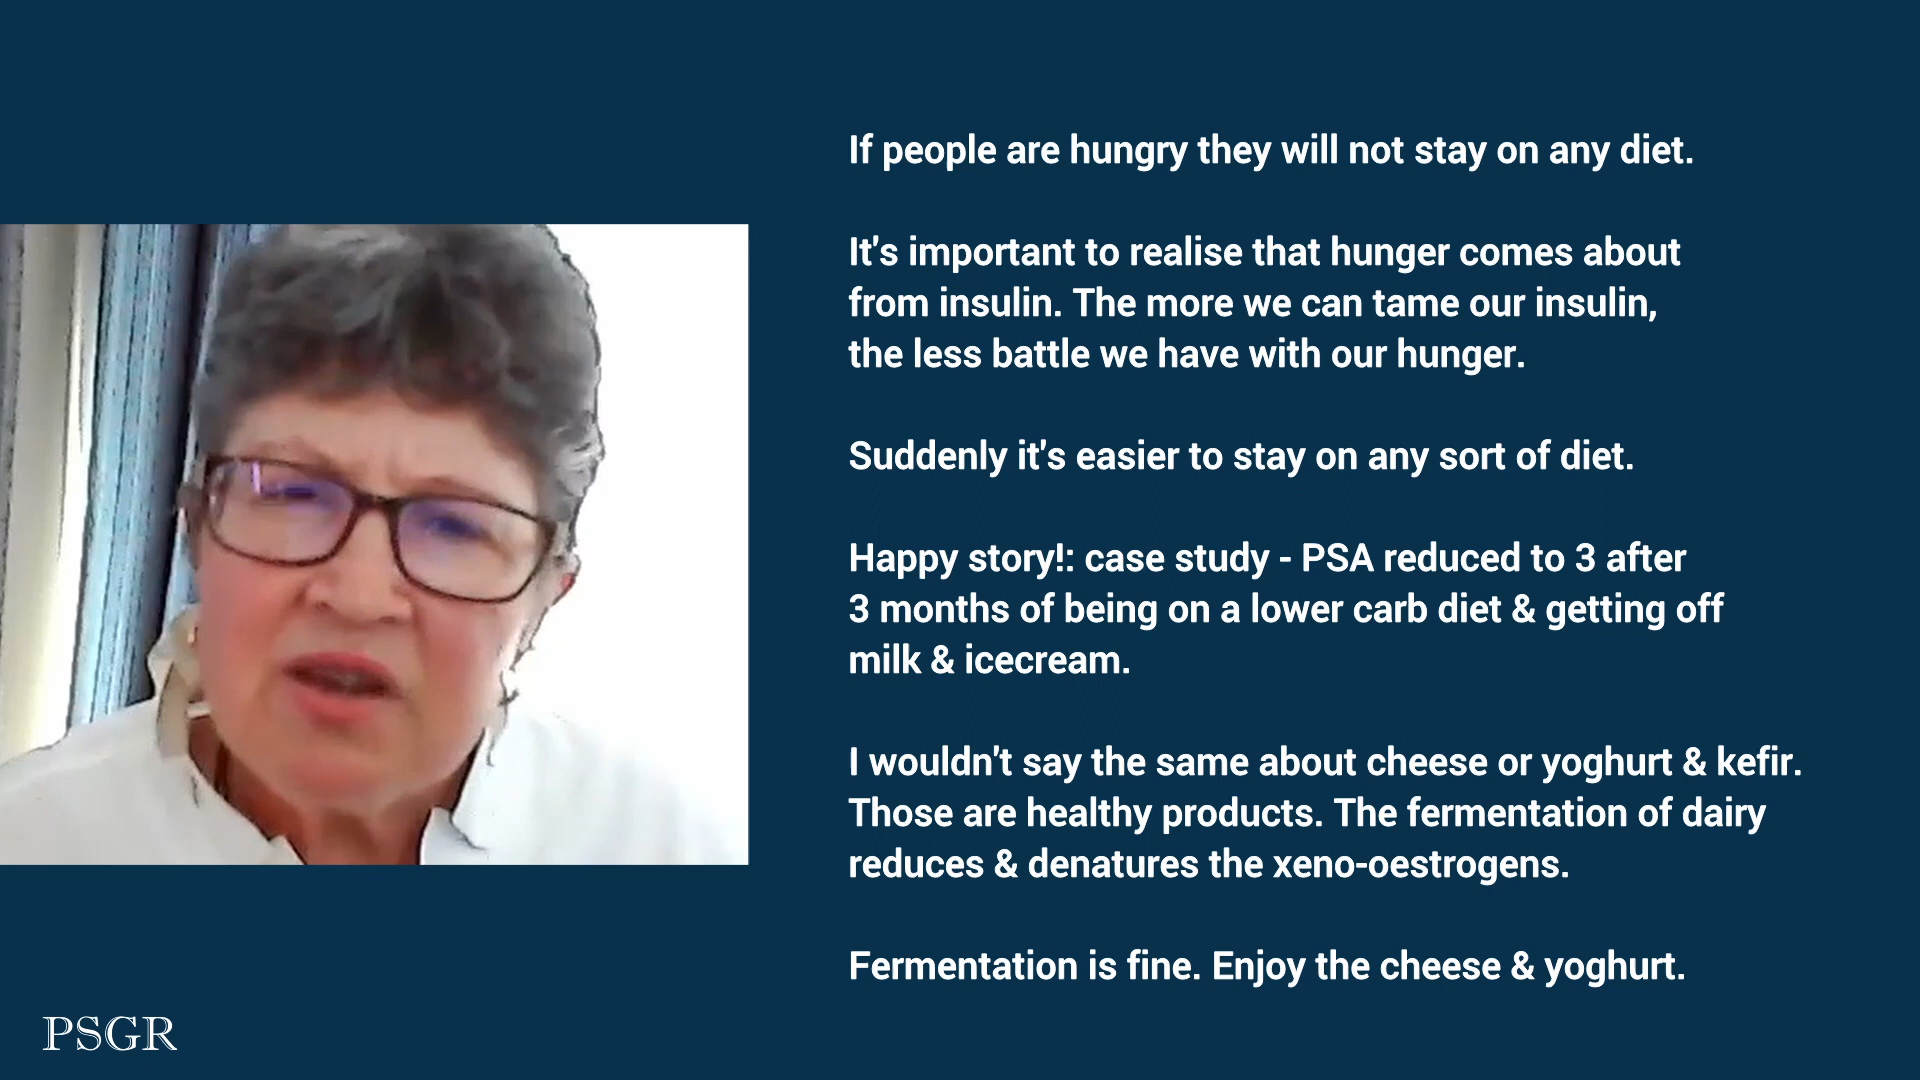 If people are hungry they will not stay on any diet.
It's important to realise that hunger comes about
from insulin. The more we can tame our insulin,
the less battle we have with our hunger.
Suddenly it's easier to stay on any sort of diet.
Happy story!: case study - PSA reduced to 3 after
3 months of being on a lower carb diet & getting off
milk & icecream.
I wouldn't say the same about cheese or yoghurt & kefir.
Those are healthy products. The fermentation of dairy
reduces & denatures the xeno-oestrogens.
Fermentation is fine. Enjoy the cheese & yoghurt.
PSGR